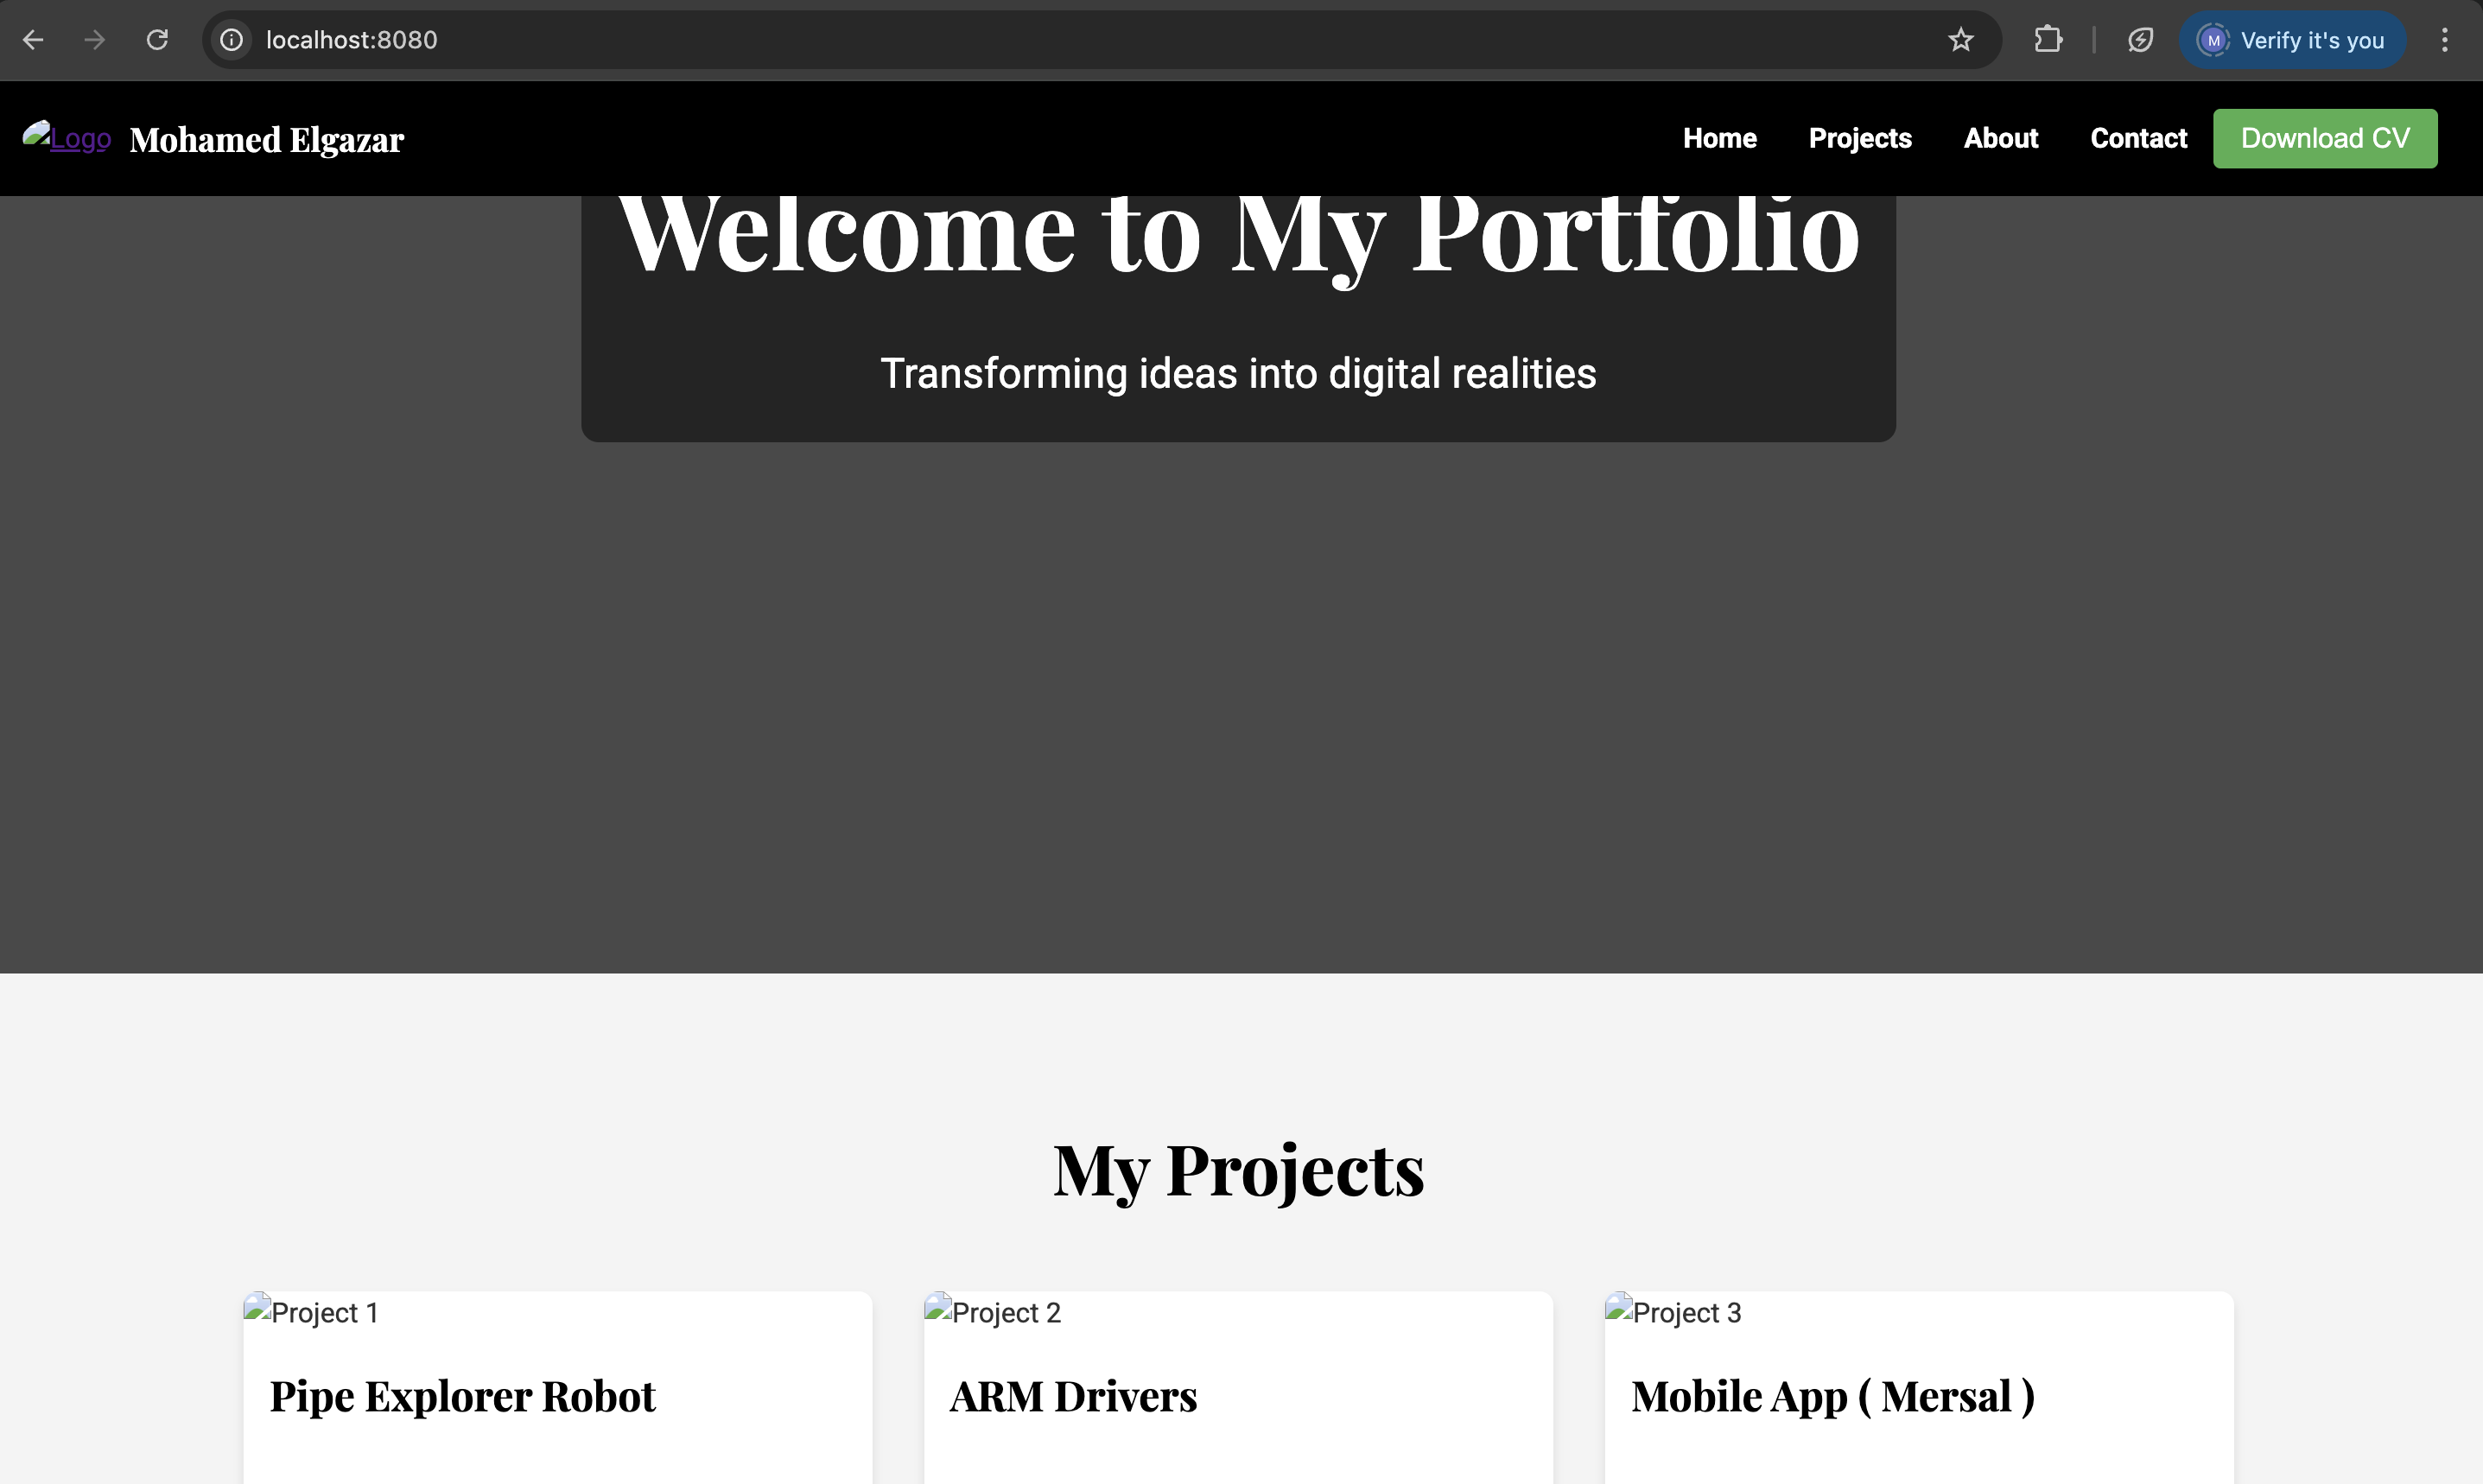 localhost:8080
M Verify it's you
Logo Mohamed Elgazar Home Projects About Contact Download CV
Welcome to My Portfolio
Transforming ideas into digital realities
My Projects
Project 1 Project 2 Project 3
Pipe Explorer Robot ARM Drivers Mobile App ( Mersal )